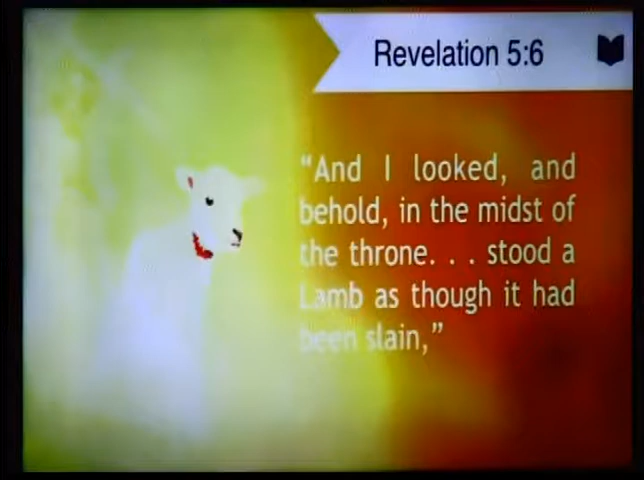 Revelation 5:6
“And I looked, and
behold, in the midst of
the throne. . . stood a
Lamb as though it had
been slain,”